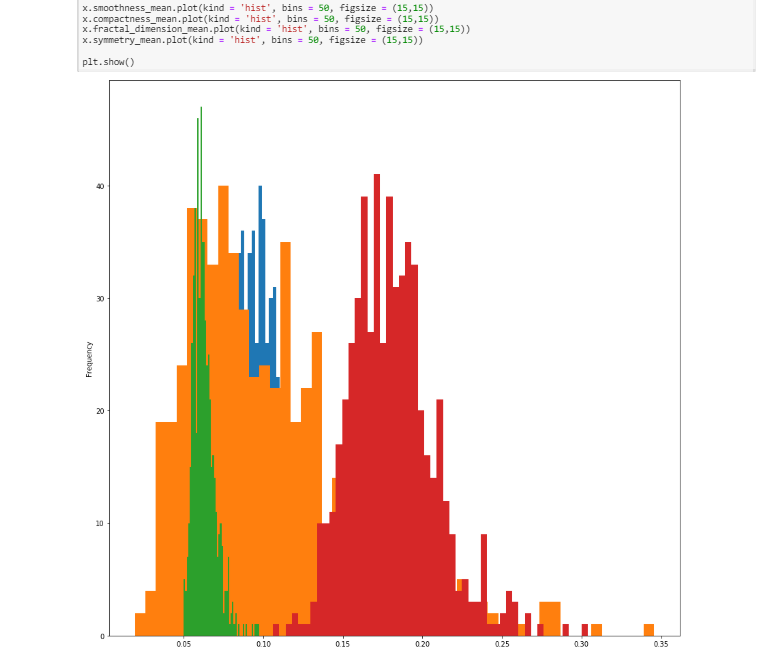 x.smoothness_mean.plot(kind = 'hist', bins = 50, figsize = (15,15))
x.compactness_mean.plot(kind = 'hist', bins = 50, figsize = (15,15))
x.fractal_dimension_mean.plot(kind = 'hist', bins = 50, figsize = (15,15))
x.symmetry_mean.plot(kind = 'hist', bins = 50, figsize = (15,15))
plt.show()
40
30
Frequency
20
10
0
0.05 0.10 0.15 0.20 0.25 0.30 0.35